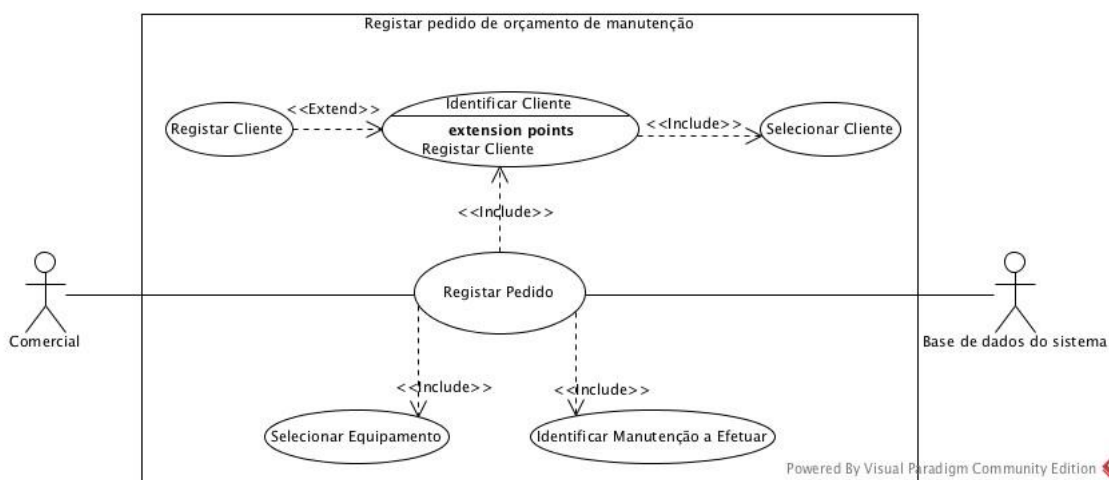 Registar pedido de orçamento de manutenção
<<Extend>>
Identificar Cliente
Registar Cliente
extension points
Registar Cliente
<<Include>>
Selecionar Cliente
<<Include>>
Registar Pedido
Comercial
Base de dados do sistema
<<Include>>
<<Include>>
Selecionar Equipamento
Identificar Manutenção a Efetuar
Powered By Visual Paradigm Community Edition